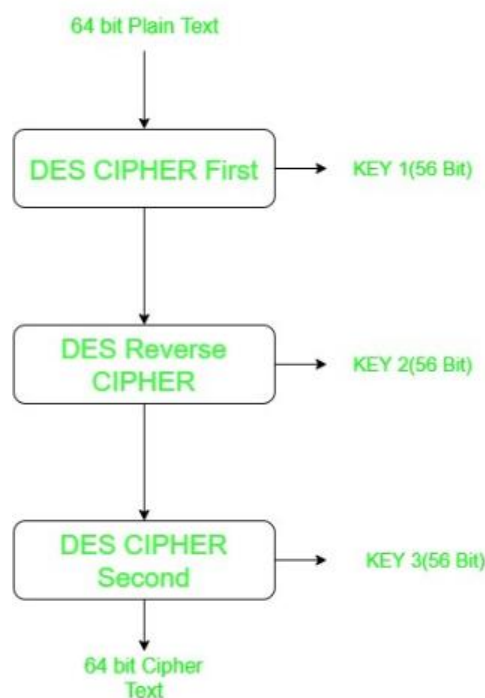 64 bit Plain Text
DES CIPHER First
KEY 1(56 Bit)
DES Reverse
CIPHER
KEY 2(56 Bit)
DES CIPHER
Second
KEY 3(56 Bit)
64 bit Cipher
Text